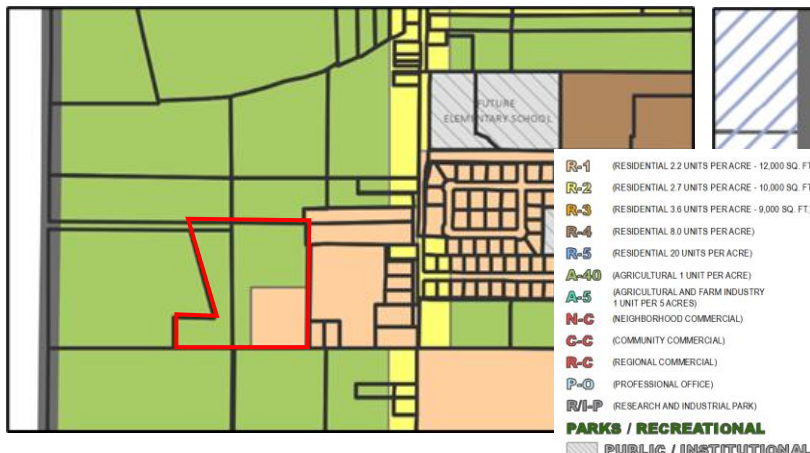 FUTURE
ELEMENTARY SCHOOL
R-1 (RESIDENTIAL 2.2 UNITS PER ACRE - 12,000 SQ. FT
R-2 (RESIDENTIAL 2.7 UNITS PER ACRE - 10,000 SQ. FT
R-3 (RESIDENTIAL 3.6 UNITS PER ACRE - 9,000 SQ. FT.)
R-4 (RESIDENTIAL 8.0 UNITS PER ACRE)
R-5 (RESIDENTIAL 20 UNITS PER ACRE)
A-40 (AGRICULTURAL 1 UNIT PER ACRE)
A-5 (AGRICULTURAL AND FARM INDUSTRY
1 UNIT PER 5 ACRES)
N-C (NEIGHBORHOOD COMMERCIAL)
C-C (COMMUNITY COMMERCIAL)
R-C (REGIONAL COMMERCIAL)
P-O (PROFESSIONAL OFFICE)
R/I-P (RESEARCH AND INDUSTRIAL PARK)
PARKS / RECREATIONAL
PUBLIC / INSTITUTIONAL